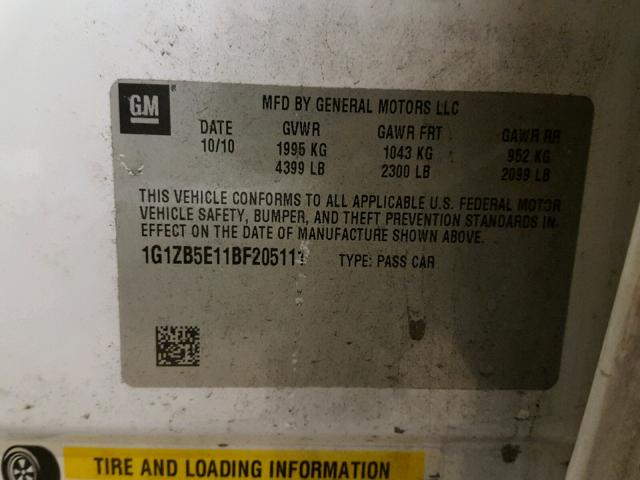 GM
MFD BY GENERAL MOTORS LLC
DATE GVWR GAWR FRT GAWR RR
10/10 1995 KG 1043 KG 952 KG
4399 LB 2300 LB 2099 LB
THIS VEHICLE CONFORMS TO ALL APPLICABLE U.S. FEDERAL MOTOR
VEHICLE SAFETY, BUMPER, AND THEFT PREVENTION STANDARDS IN
EFFECT ON THE DATE OF MANUFACTURE SHOWN ABOVE.
1G1ZB5E11BF205111 TYPE: PASS CAR
TIRE AND LOADING INFORMATION